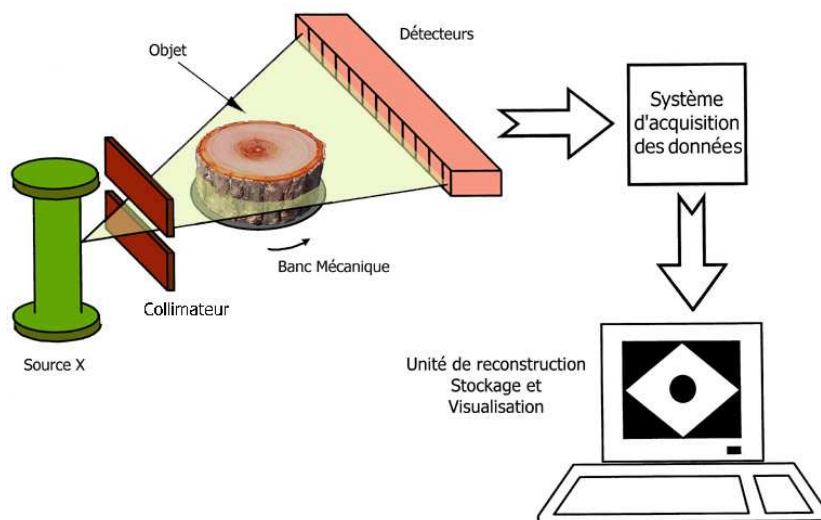 Objet
Détecteurs
Système
d'acquisition
des données
Banc Mécanique
Collimateur
Source X
Unité de reconstruction
Stockage et
Visualisation